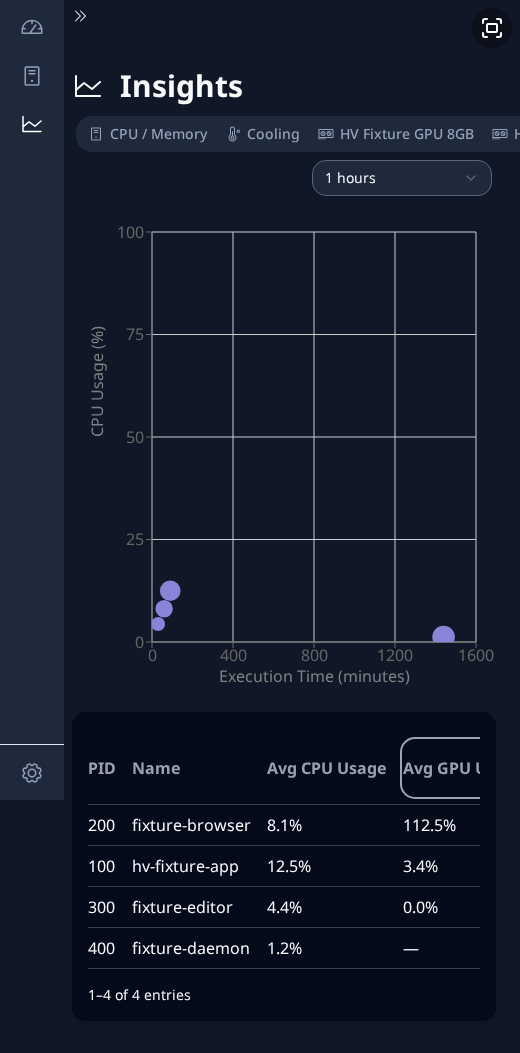 Insights
CPU / Memory Cooling HV Fixture GPU 8GB H
1 hours
100
75
50
25
0
CPU Usage (%)
0 400 800 1200 1600
Execution Time (minutes)
PID Name Avg CPU Usage Avg GPU U
200 fixture-browser 8.1% 112.5%
100 hv-fixture-app 12.5% 3.4%
300 fixture-editor 4.4% 0.0%
400 fixture-daemon 1.2% —
1–4 of 4 entries